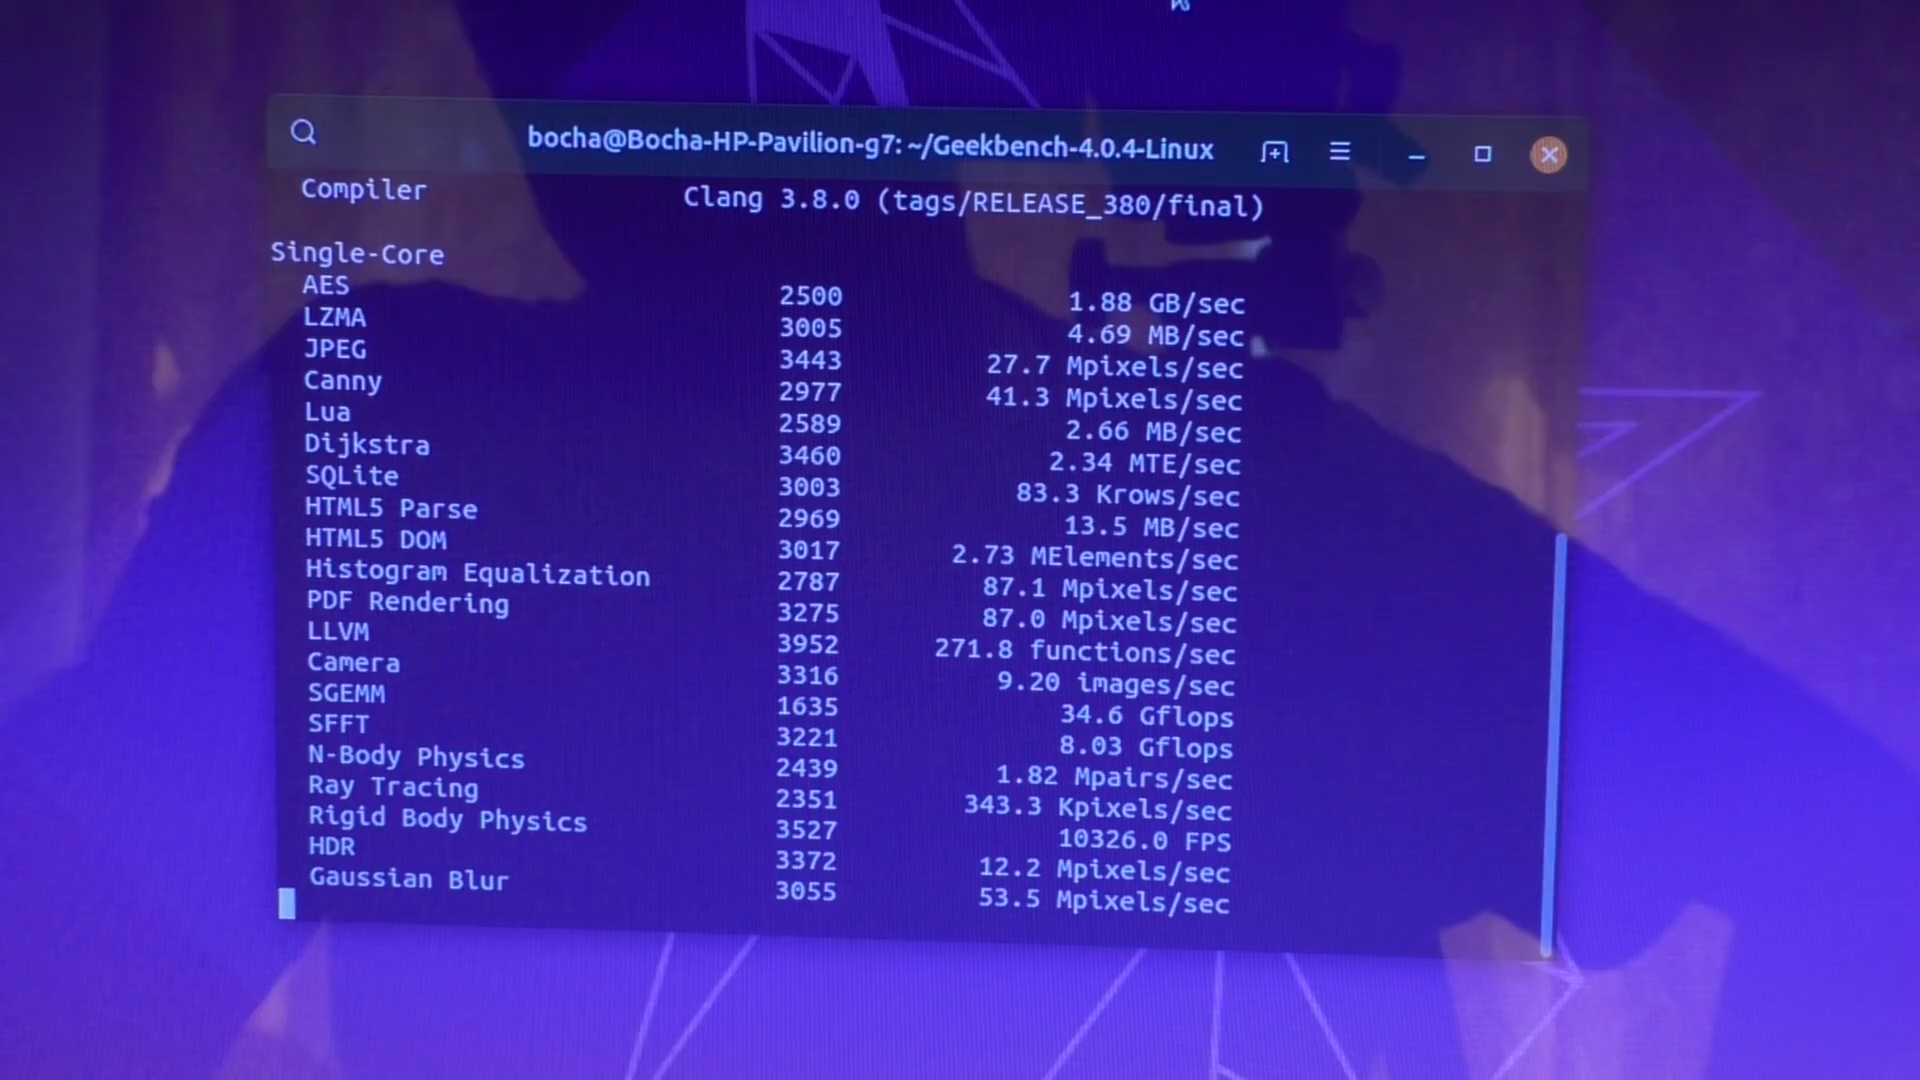 bocha@Bocha-HP-Pavilion-g7: ~/Geekbench-4.0.4-Linux
Compiler Clang 3.8.0 (tags/RELEASE_380/final)
Single-Core
AES 2500 1.88 GB/sec
LZMA 3005 4.69 MB/sec
JPEG 3443 27.7 Mpixels/sec
Canny 2977 41.3 Mpixels/sec
Lua 2589 2.66 MB/sec
Dijkstra 3460 2.34 MTE/sec
SQLite 3003 83.3 Krows/sec
HTML5 Parse 2969 13.5 MB/sec
HTML5 DOM 3017 2.73 MElements/sec
Histogram Equalization 2787 87.1 Mpixels/sec
PDF Rendering 3275 87.0 Mpixels/sec
LLVM 3952 271.8 functions/sec
Camera 3316 9.20 images/sec
SGEMM 1635 34.6 Gflops
SFFT 3221 8.03 Gflops
N-Body Physics 2439 1.82 Mpairs/sec
Ray Tracing 2351 343.3 Kpixels/sec
Rigid Body Physics 3527 10326.0 FPS
HDR 3372 12.2 Mpixels/sec
Gaussian Blur 3055 53.5 Mpixels/sec